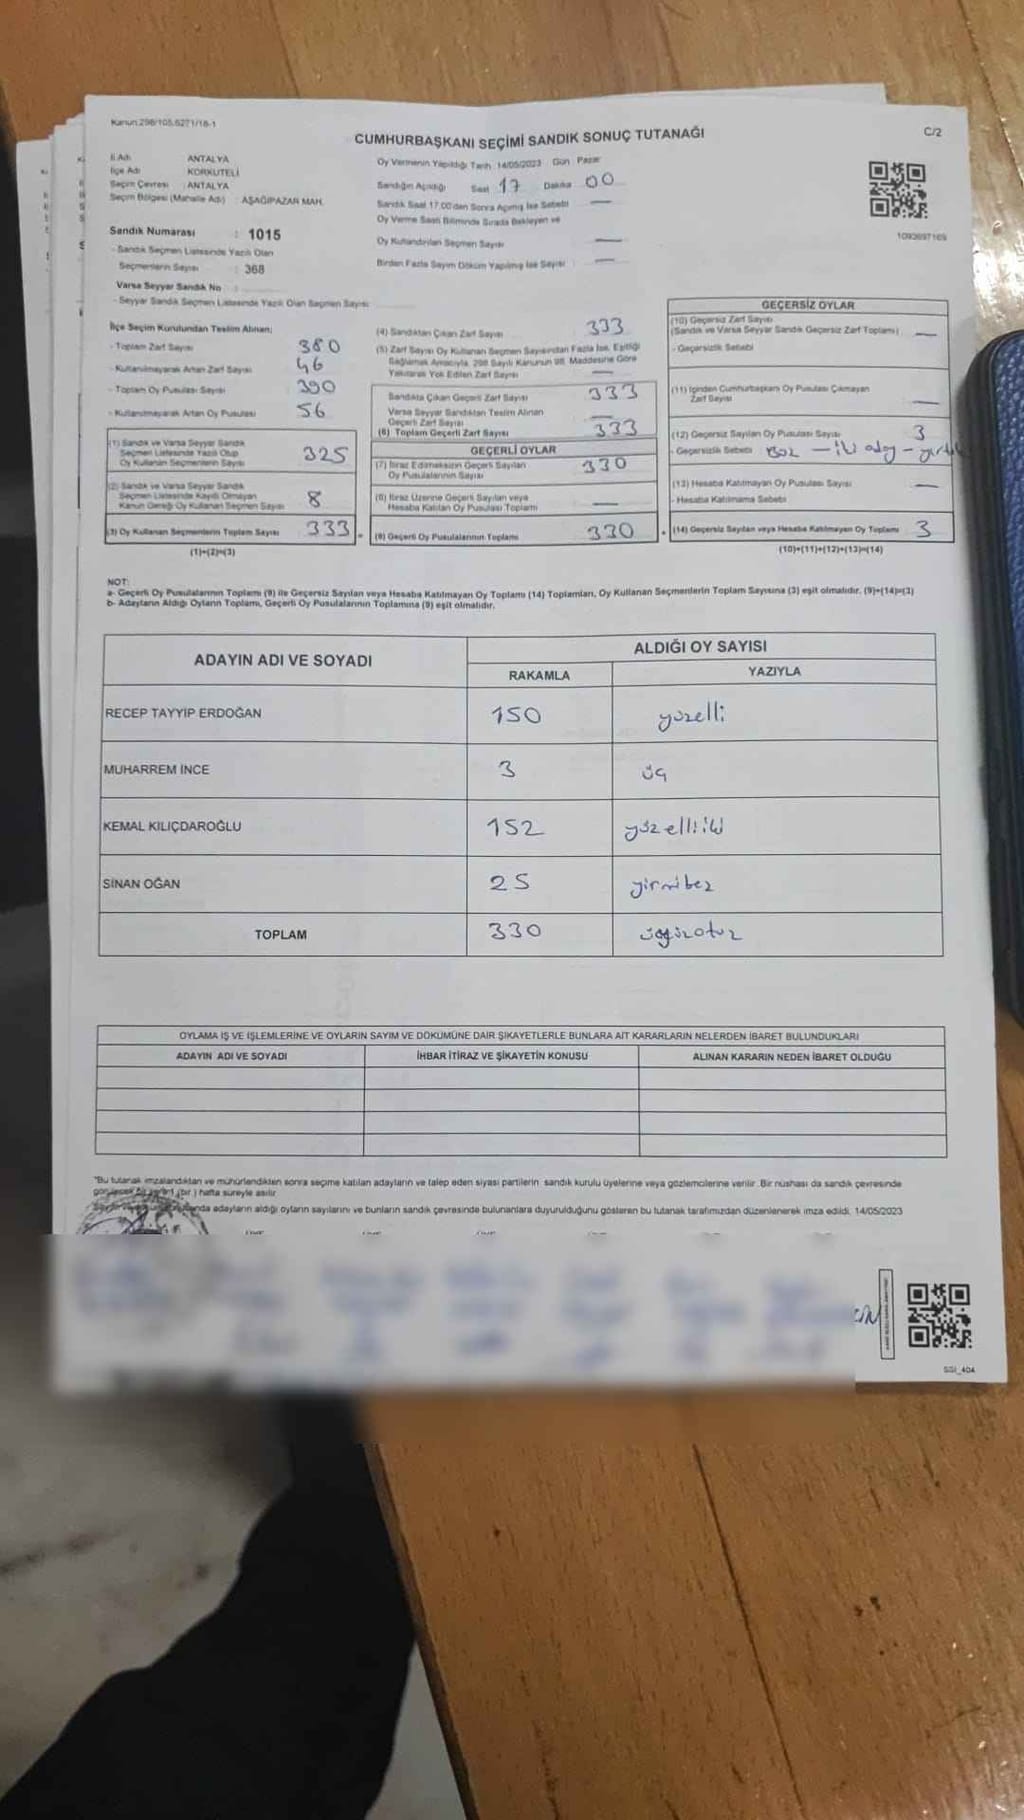 Kanun:298/105,6271/18-1
C/2
CUMHURBAŞKANI SEÇİMİ SANDIK SONUÇ TUTANAĞI
İl Adı ANTALYA
İlçe Adı KORKUTELİ
Seçim Çevresi : ANTALYA
Seçim Bölgesi (Mahalle Adı) : AŞAĞIPAZAR MAH.
Oy Vermenin Yapıldığı Tarih 14/05/2023 Gün Pazar
Sandığın Açıldığı Saat 17 Dakika 00
Sandık Saat 17.00'den Sonra Açılmış İse Sebebi —
Oy Verme Saati Bitiminde Sırada Bekleyen ve
Oy Kullandırılan Seçmen Sayısı —
Birden Fazla Sayım Döküm Yapılmış İse Sayısı —
1093697169
Sandık Numarası : 1015
- Sandık Seçmen Listesinde Yazılı Olan
Seçmenlerin Sayısı : 368
Varsa Seyyar Sandık No
- Seyyar Sandık Seçmen Listesinde Yazılı Olan Seçmen Sayısı
İlçe Seçim Kurulundan Teslim Alınan;
- Toplam Zarf Sayısı 380
- Kullanılmayarak Artan Zarf Sayısı 46
- Toplam Oy Pusulası Sayısı 390
- Kullanılmayarak Artan Oy Pusulası 56
(1) Sandık ve Varsa Seyyar Sandık
Seçmen Listesinde Yazılı Olup
Oy Kullanan Seçmenlerin Sayısı 325
(2) Sandık ve Varsa Seyyar Sandık
Seçmen Listesinde Kaydı Olmayan
Kanun Gereği Oy Kullanan Seçmen Sayısı 8
(3) Oy Kullanan Seçmenlerin Toplam Sayısı 333
(1)+(2)=(3)
(4) Sandıktan Çıkan Zarf Sayısı 333
(5) Zarf Sayısı Oy Kullanan Seçmen Sayısından Fazla İse, Eşitliği
Sağlamak Amacıyla, 298 Sayılı Kanunun 98. Maddesine Göre
Yakılarak Yok Edilen Zarf Sayısı —
Sandıkta Çıkan Geçerli Zarf Sayısı 333
Varsa Seyyar Sandıktan Teslim Alınan
Geçerli Zarf Sayısı —
(6) Toplam Geçerli Zarf Sayısı 333
GEÇERLİ OYLAR
(7) İtiraz Edilmeksizin Geçerli Sayılan
Oy Pusulalarının Sayısı 330
(8) İtiraz Üzerine Geçerli Sayılan veya
Hesaba Katılan Oy Pusulası Toplamı —
(9) Geçerli Oy Pusulalarının Toplamı 330
GEÇERSİZ OYLAR
(10) Geçersiz Zarf Sayısı
(Sandık ve Varsa Seyyar Sandık Geçersiz Zarf Toplamı) —
- Geçersizlik Sebebi
(11) İçinden Cumhurbaşkanı Oy Pusulası Çıkmayan
Zarf Sayısı —
(12) Geçersiz Sayılan Oy Pusulası Sayısı 3
- Geçersizlik Sebebi Boz — iki aday -
(13) Hesaba Katılmayan Oy Pusulası Sayısı —
- Hesaba Katılmama Sebebi
(14) Geçersiz Sayılan veya Hesaba Katılmayan Oy Toplamı 3
(10)+(11)+(12)+(13)=(14)
NOT:
a- Geçerli Oy Pusulalarının Toplamı (9) ile Geçersiz Sayılan veya Hesaba Katılmayan Oy Toplamı (14) Toplamları, Oy Kullanan Seçmenlerin Toplam Sayısına (3) eşit olmalıdır. (9)+(14)=(3)
b- Adayların Aldığı Oyların Toplamı, Geçerli Oy Pusulalarının Toplamına (9) eşit olmalıdır.
ADAYIN ADI VE SOYADI
ALDIĞI OY SAYISI
RAKAMLA YAZIYLA
RECEP TAYYİP ERDOĞAN 150 yüzelli
MUHARREM İNCE 3 üç
KEMAL KILIÇDAROĞLU 152 yüzelliiki
SİNAN OĞAN 25 yirmibeş
TOPLAM 330 üçyüzotuz
OYLAMA İŞ VE İŞLEMLERİNE VE OYLARIN SAYIM VE DÖKÜMÜNE DAİR ŞİKAYETLERLE BUNLARA AİT KARARLARIN NELERDEN İBARET BULUNDUKLARI
ADAYIN ADI VE SOYADI İHBAR İTİRAZ VE ŞİKAYETİN KONUSU ALINAN KARARIN NEDEN İBARET OLDUĞU
"Bu tutanak imzalandıktan ve mühürlendikten sonra seçime katılan adayların ve talep eden siyasi partilerin sandık kurulu üyelerine veya gözlemcilerine verilir. Bir nüshası da sandık çevresinde
(bir) hafta süreyle asılır.
adayların aldığı oyların sayılarını ve bunların sandık çevresinde bulunanlara duyurulduğunu gösteren bu tutanak tarafımızdan düzenlenerek imza edildi. 14/05/2023
SGI_404